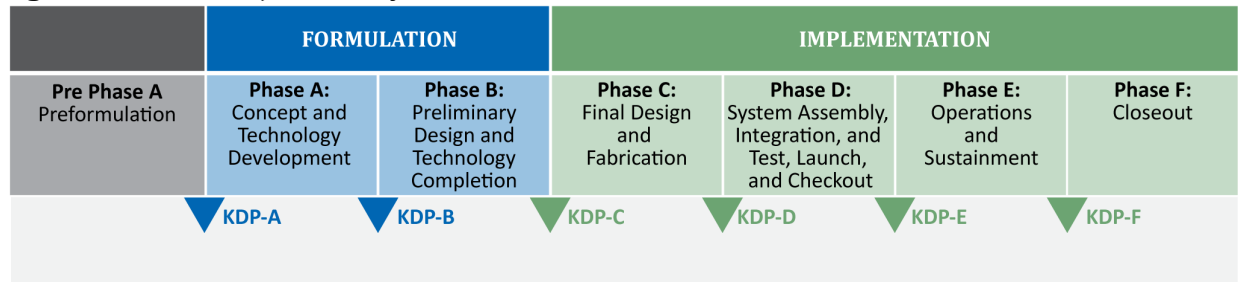 FORMULATION
IMPLEMENTATION
Pre Phase A
Preformulation
Phase A:
Concept and
Technology
Development
Phase B:
Preliminary
Design and
Technology
Completion
Phase C:
Final Design
and
Fabrication
Phase D:
System Assembly,
Integration, and
Test, Launch,
and Checkout
Phase E:
Operations
and
Sustainment
Phase F:
Closeout
KDP-A
KDP-B
KDP-C
KDP-D
KDP-E
KDP-F